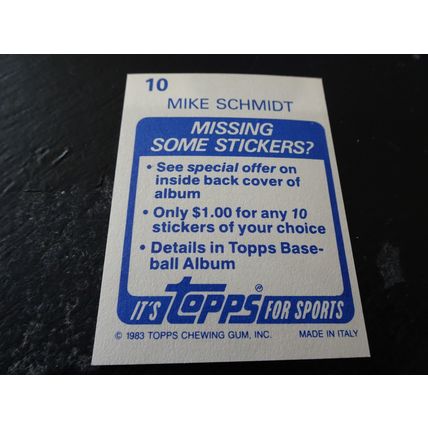 10
MIKE SCHMIDT
MISSING
SOME STICKERS?
• See special offer on
inside back cover of
album
• Only $1.00 for any 10
stickers of your choice
• Details in Topps Base-
ball Album
IT'S topps FOR SPORTS
© 1983 TOPPS CHEWING GUM, INC. MADE IN ITALY